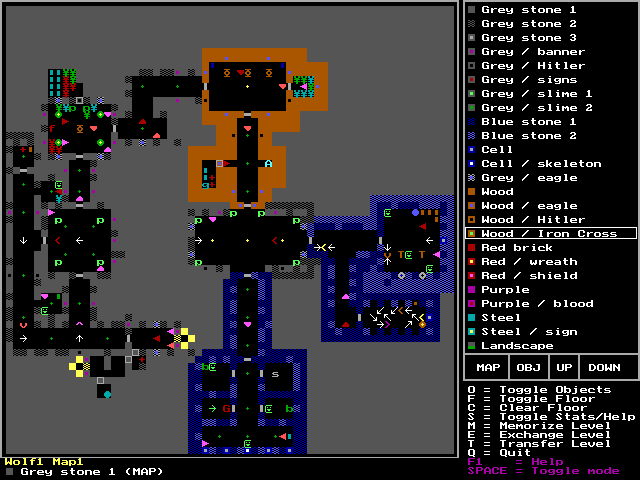 Grey stone 1
Grey stone 2
Grey stone 3
Grey / banner
Grey / Hitler
Grey / signs
Grey / slime 1
Grey / slime 2
Blue stone 1
Blue stone 2
Cell
Cell / skeleton
Grey / eagle
Wood
Wood / eagle
Wood / Hitler
Wood / Iron Cross
Red brick
Red / wreath
Red / shield
Purple
Purple / blood
Steel
Steel / sign
Landscape
MAP OBJ UP DOWN
O = Toggle Objects
F = Toggle Floor
C = Clear Floor
S = Toggle Stats/Help
M = Memorize Level
E = Exchange Level
T = Transfer Level
Q = Quit
F1 = Help
SPACE = Toggle mode
Wolf1 Map1
Grey stone 1 (MAP)